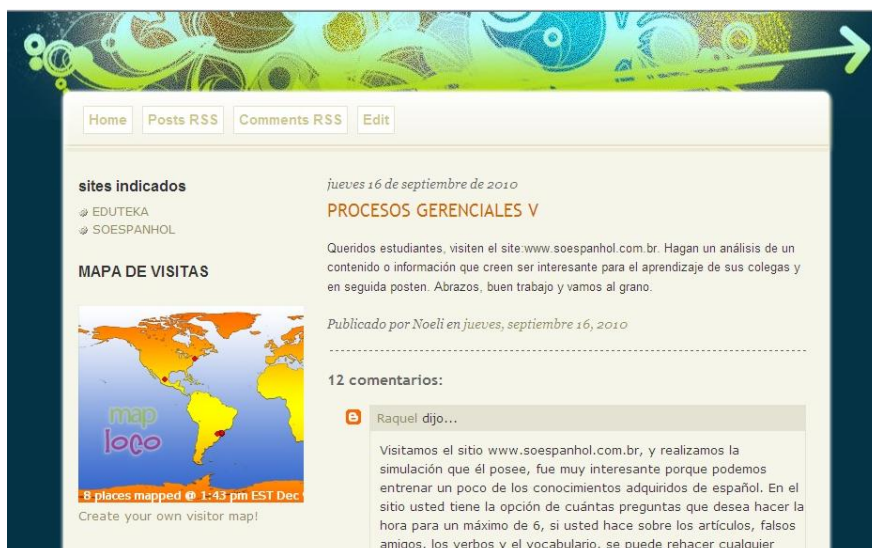 Home Posts RSS Comments RSS Edit
sites indicados
EDUTEKA
SOESPANHOL
MAPA DE VISITAS
map
loco
8 places mapped @ 1:43 pm EST Dec
Create your own visitor map!
jueves 16 de septiembre de 2010
PROCESOS GERENCIALES V
Queridos estudiantes, visiten el site:www.soespanhol.com.br. Hagan un análisis de un
contenido o información que creen ser interesante para el aprendizaje de sus colegas y
en seguida posten. Abrazos, buen trabajo y vamos al grano.
Publicado por Noeli en jueves, septiembre 16, 2010
12 comentarios:
Raquel dijo...
Visitamos el sitio www.soespanhol.com.br, y realizamos la
simulación que él posee, fue muy interesante porque podemos
entrenar un poco de los conocimientos adquiridos de español. En el
sitio usted tiene la opción de cuántas preguntas que desea hacer la
hora para un máximo de 6, si usted hace sobre los artículos, falsos
amigos, los verbos y el vocabulario, se puede rehacer cualquier